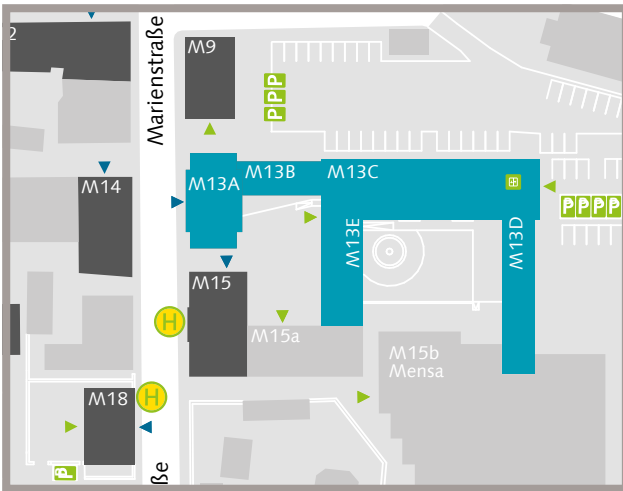 2
Marienstraße
M9
P P P
M14
M13A
M13B
M13C
P P P P
M13E
M13D
M15
H
M15a
M15b
Mensa
M18
H
P
ße